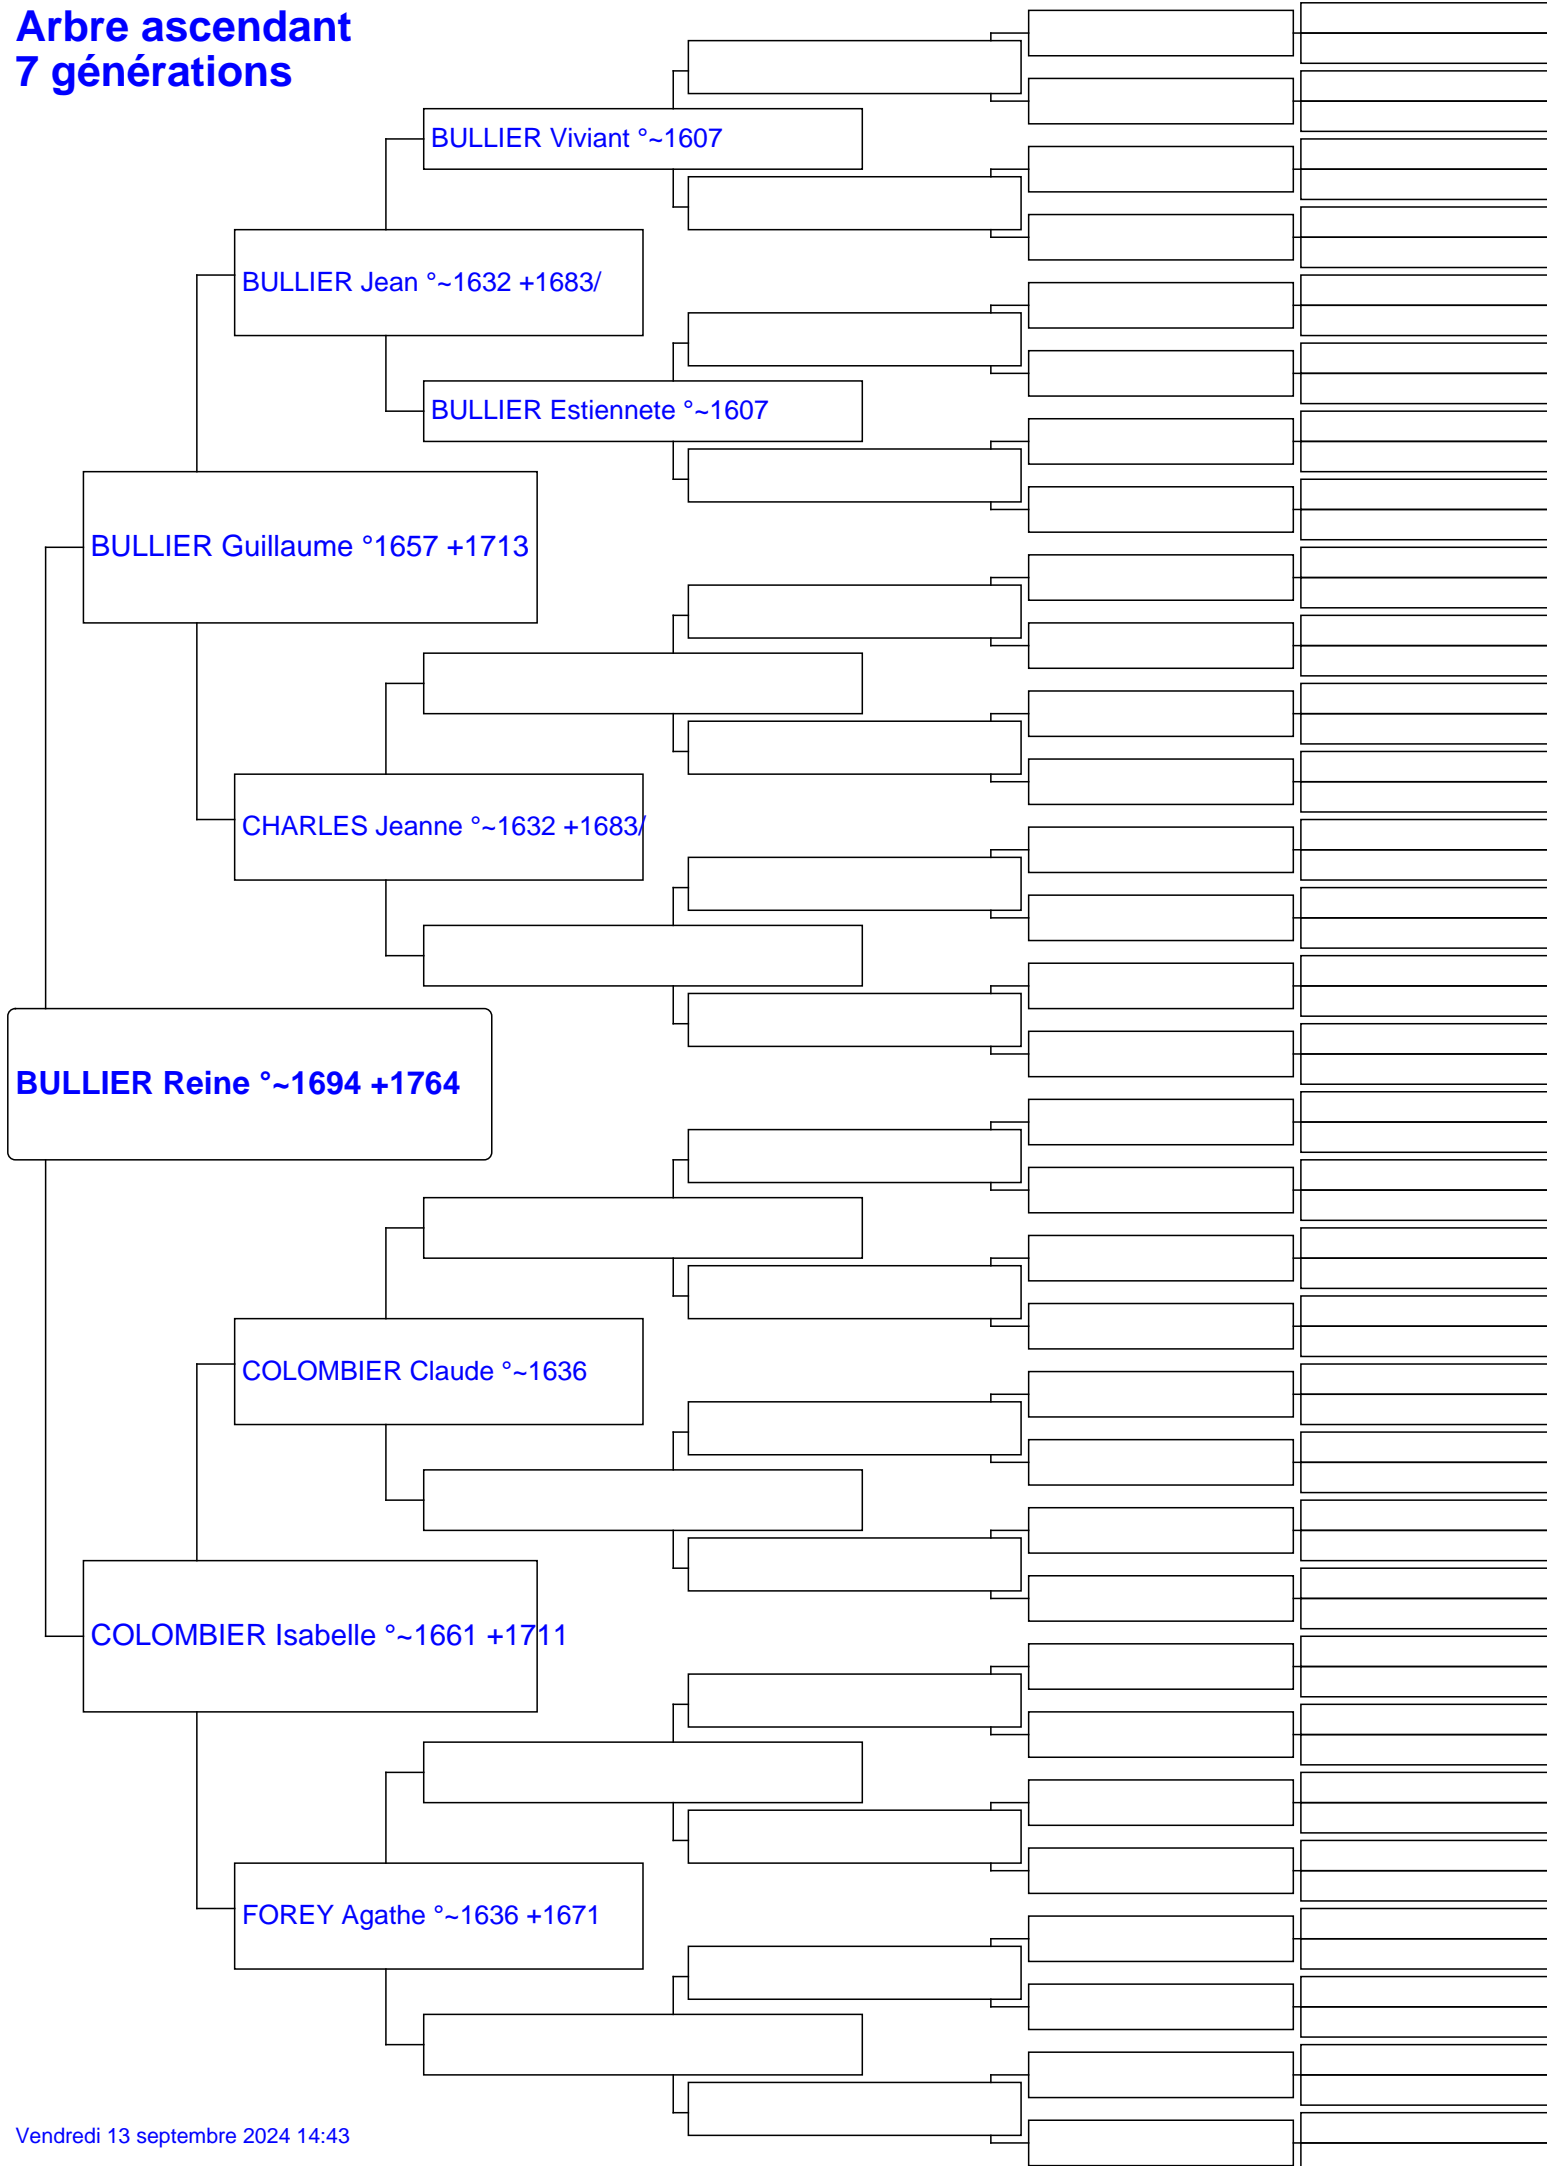 Arbre ascendant
7 générations
BULLIER Viviant °~1607
BULLIER Jean °~1632 +1683/
BULLIER Estiennete °~1607
BULLIER Guillaume °1657 +1713
CHARLES Jeanne °~1632 +1683/
BULLIER Reine °~1694 +1764
COLOMBIER Claude °~1636
COLOMBIER Isabelle °~1661 +1711
FOREY Agathe °~1636 +1671
Vendredi 13 septembre 2024 14:43